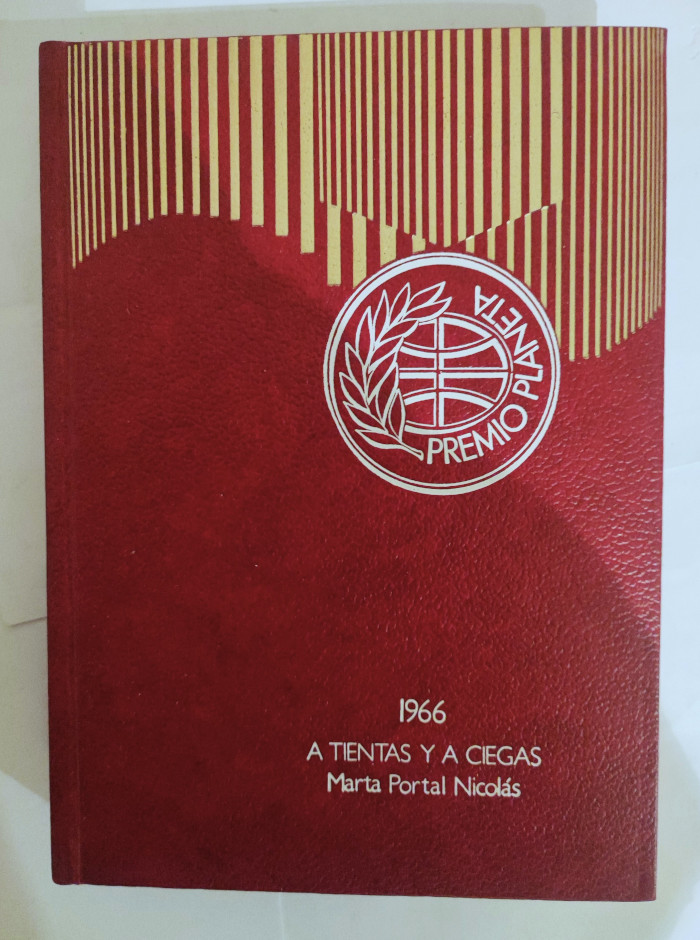 PREMIO PLANETA
1966
A TIENTAS Y A CIEGAS
Marta Portal Nicolás